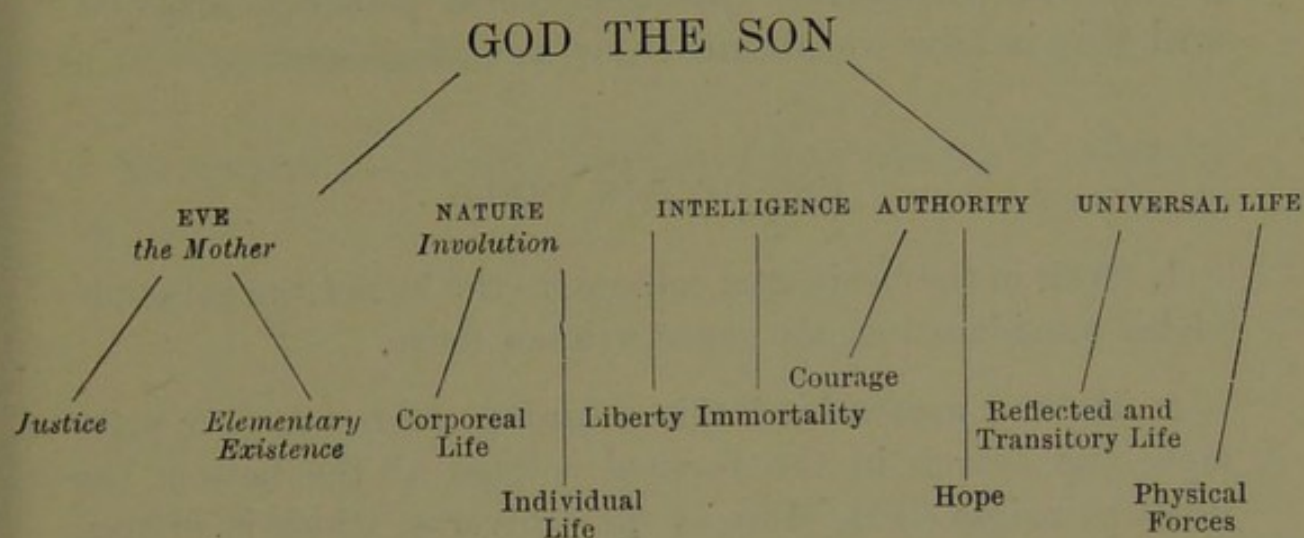 GOD THE SON
EVE
the Mother
NATURE
Involution
INTELLIGENCE
AUTHORITY
UNIVERSAL LIFE
Justice
Elementary
Existence
Corporeal
Life
Individual
Life
Liberty
Immortality
Courage
Hope
Reflected and
Transitory Life
Physical
Forces